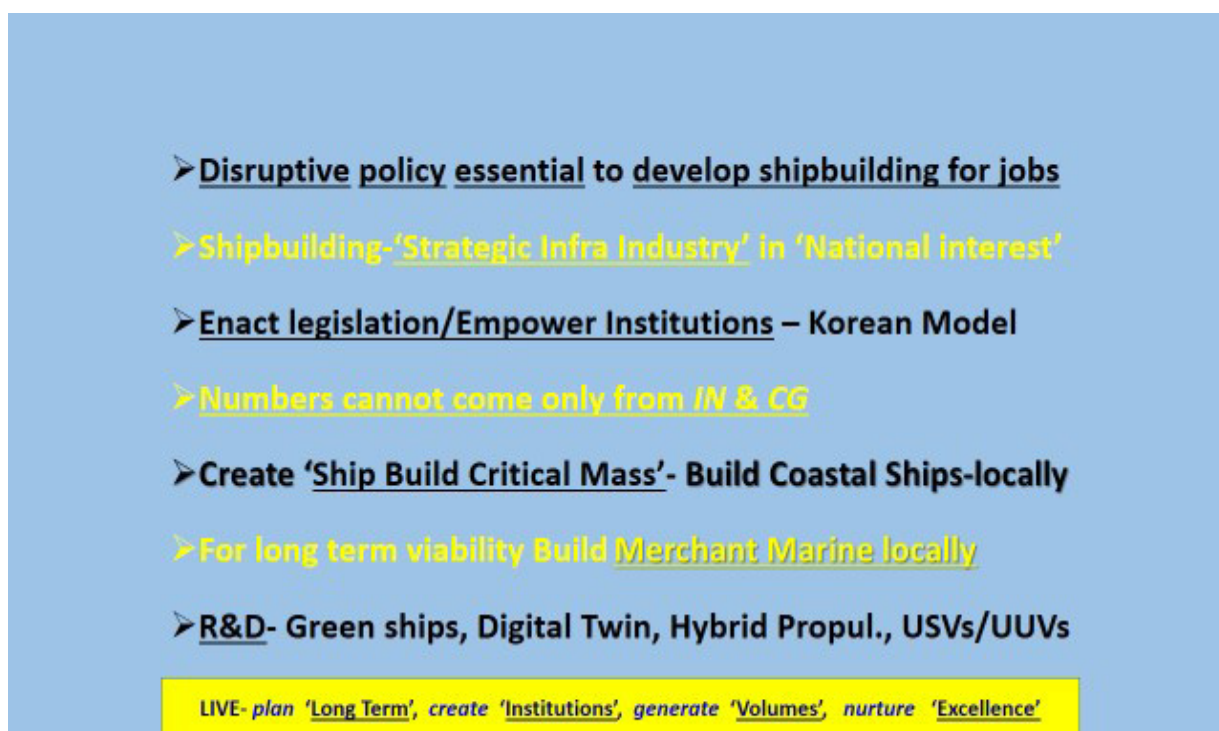 ➢Disruptive policy essential to develop shipbuilding for jobs
➢Shipbuilding-‘Strategic Infra Industry’ in ‘National interest’
➢Enact legislation/Empower Institutions – Korean Model
➢Numbers cannot come only from IN & CG
➢Create ‘Ship Build Critical Mass’- Build Coastal Ships-locally
➢For long term viability Build Merchant Marine locally
➢R&D- Green ships, Digital Twin, Hybrid Propul., USVs/UUVs
LIVE- plan ‘Long Term’, create ‘Institutions’, generate ‘Volumes’, nurture ‘Excellence’